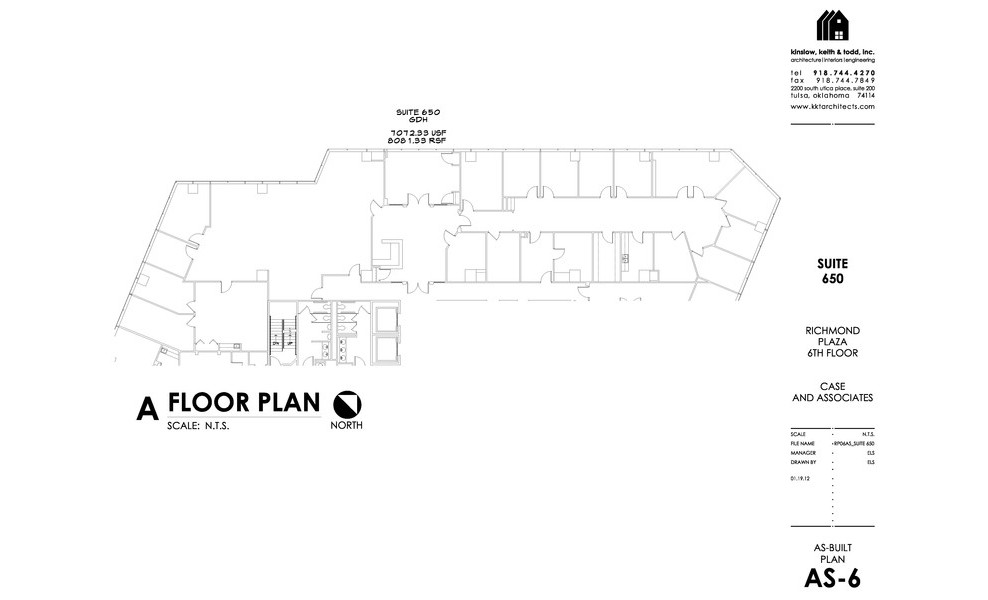 SUITE 650
GDH
7072.33 USF
8081.33 RSF
A FLOOR PLAN
SCALE: N.T.S.
NORTH
kinslow, keith & todd, inc.
architecture|interiors|engineering
tel 918.744.4270
fax 918.744.7849
2200 south utica place, suite 200
tulsa, oklahoma 74114
www.kktarchitects.com
SUITE
650
RICHMOND
PLAZA
6TH FLOOR
CASE
AND ASSOCIATES
SCALE - N.T.S.
FILE NAME -RP06AS_SUITE 650
MANAGER - ELS
DRAWN BY - ELS
01.19.12
AS-BUILT
PLAN
AS-6